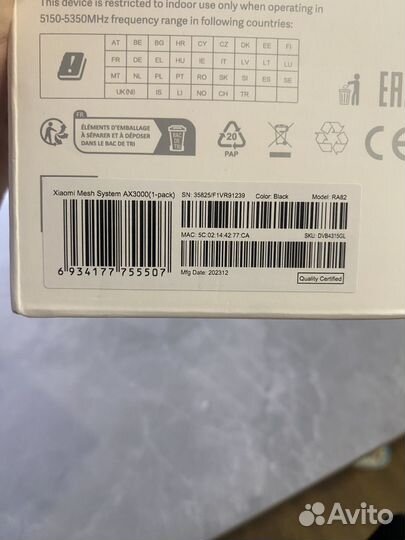 This device is restricted to indoor use only when operating in
5150-5350MHz frequency range in following countries:
AT BE BG HR CY CZ DK EE FI
FR DE EL HU IE IT LV LT LU
MT NL PL PT RO SK SI ES SE
UK(NI) IS LI NO CH TR
FR
ÉLÉMENTS D'EMBALLAGE
À SÉPARER ET À DÉPOSER
DANS LE BAC DE TRI
BAC DE TRI
20
PAP
EAC
CE
Xiaomi Mesh System AX3000(1-pack)
SN: 35825/F1VR91239 Color: Black Model: RA82
MAC: 5C:02:14:42:77:CA SKU: DVB4315GL
Mfg Date: 202312
Quality Certified
6 934177 755507
Avito